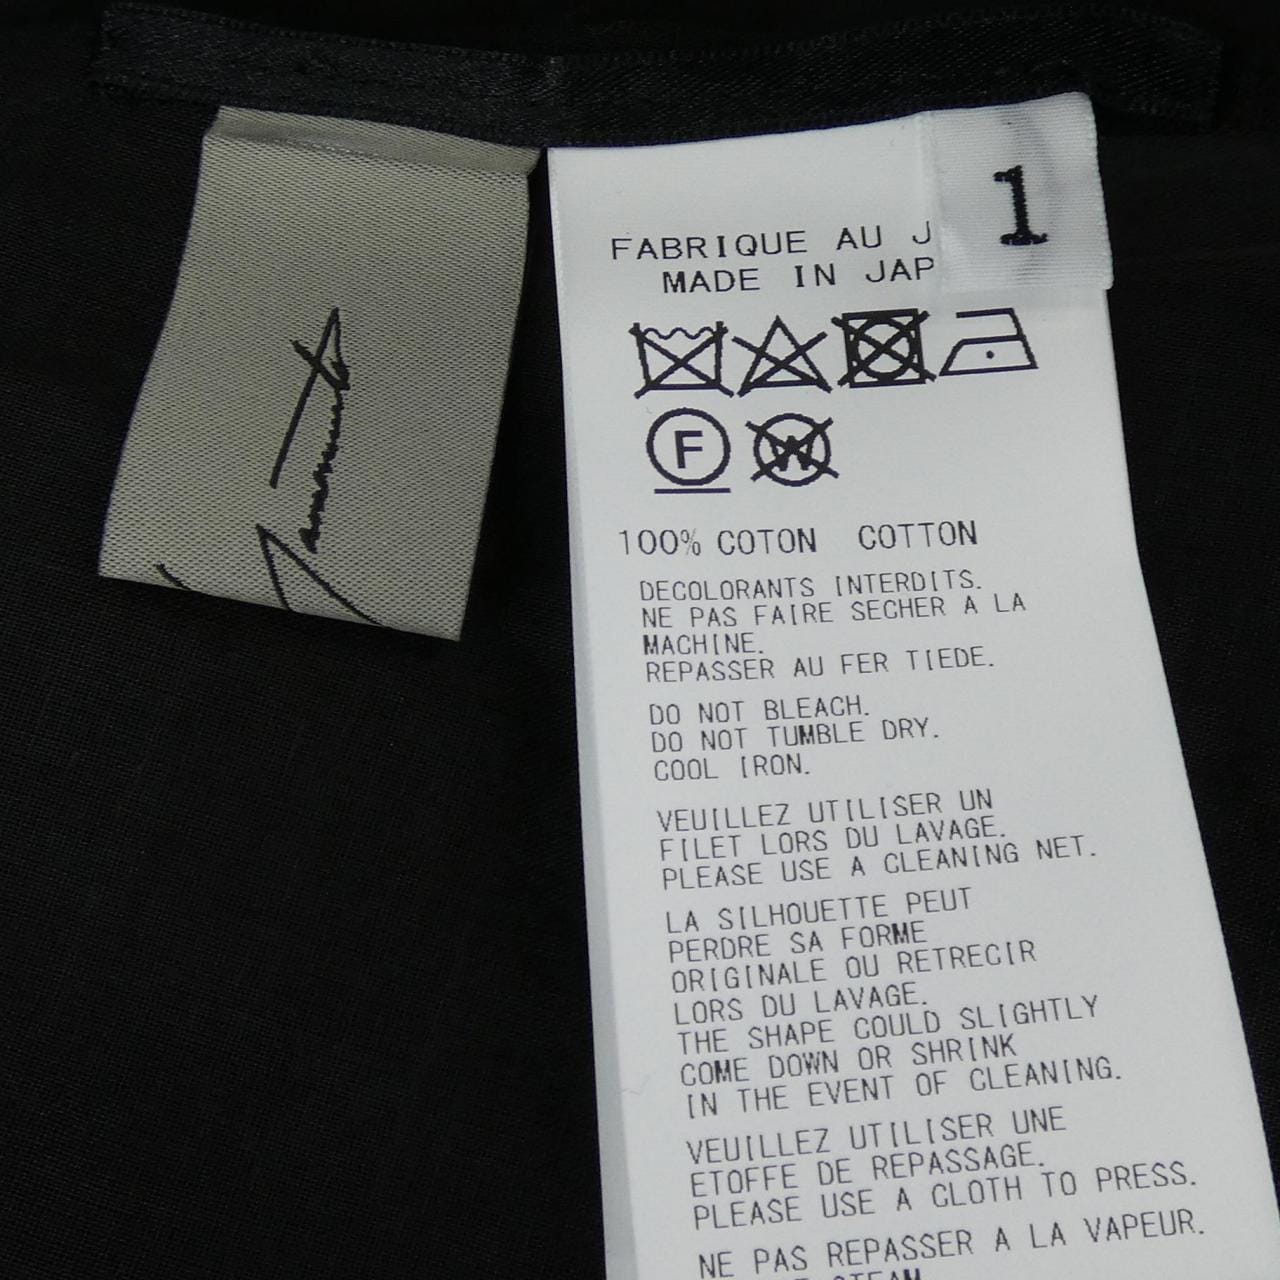 Yamamoto
1
FABRIQUE AU J
MADE IN JAP
F
W
100% COTON COTTON
DECOLORANTS INTERDITS.
NE PAS FAIRE SECHER A LA
MACHINE.
REPASSER AU FER TIEDE.
DO NOT BLEACH.
DO NOT TUMBLE DRY.
COOL IRON.
VEUILLEZ UTILISER UN
FILET LORS DU LAVAGE.
PLEASE USE A CLEANING NET.
LA SILHOUETTE PEUT
PERDRE SA FORME
ORIGINALE OU RETRECIR
LORS DU LAVAGE.
THE SHAPE COULD SLIGHTLY
COME DOWN OR SHRINK
IN THE EVENT OF CLEANING.
VEUILLEZ UTILISER UNE
ETOFFE DE REPASSAGE.
PLEASE USE A CLOTH TO PRESS.
NE PAS REPASSER A LA VAPEUR.
STEAM